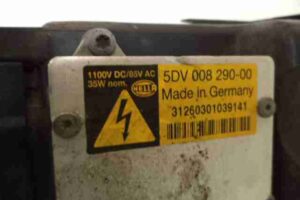 1100V DC/85V AC
35W nom.
HELLA
5DV 008 290-00
Made in Germany
31260301039141